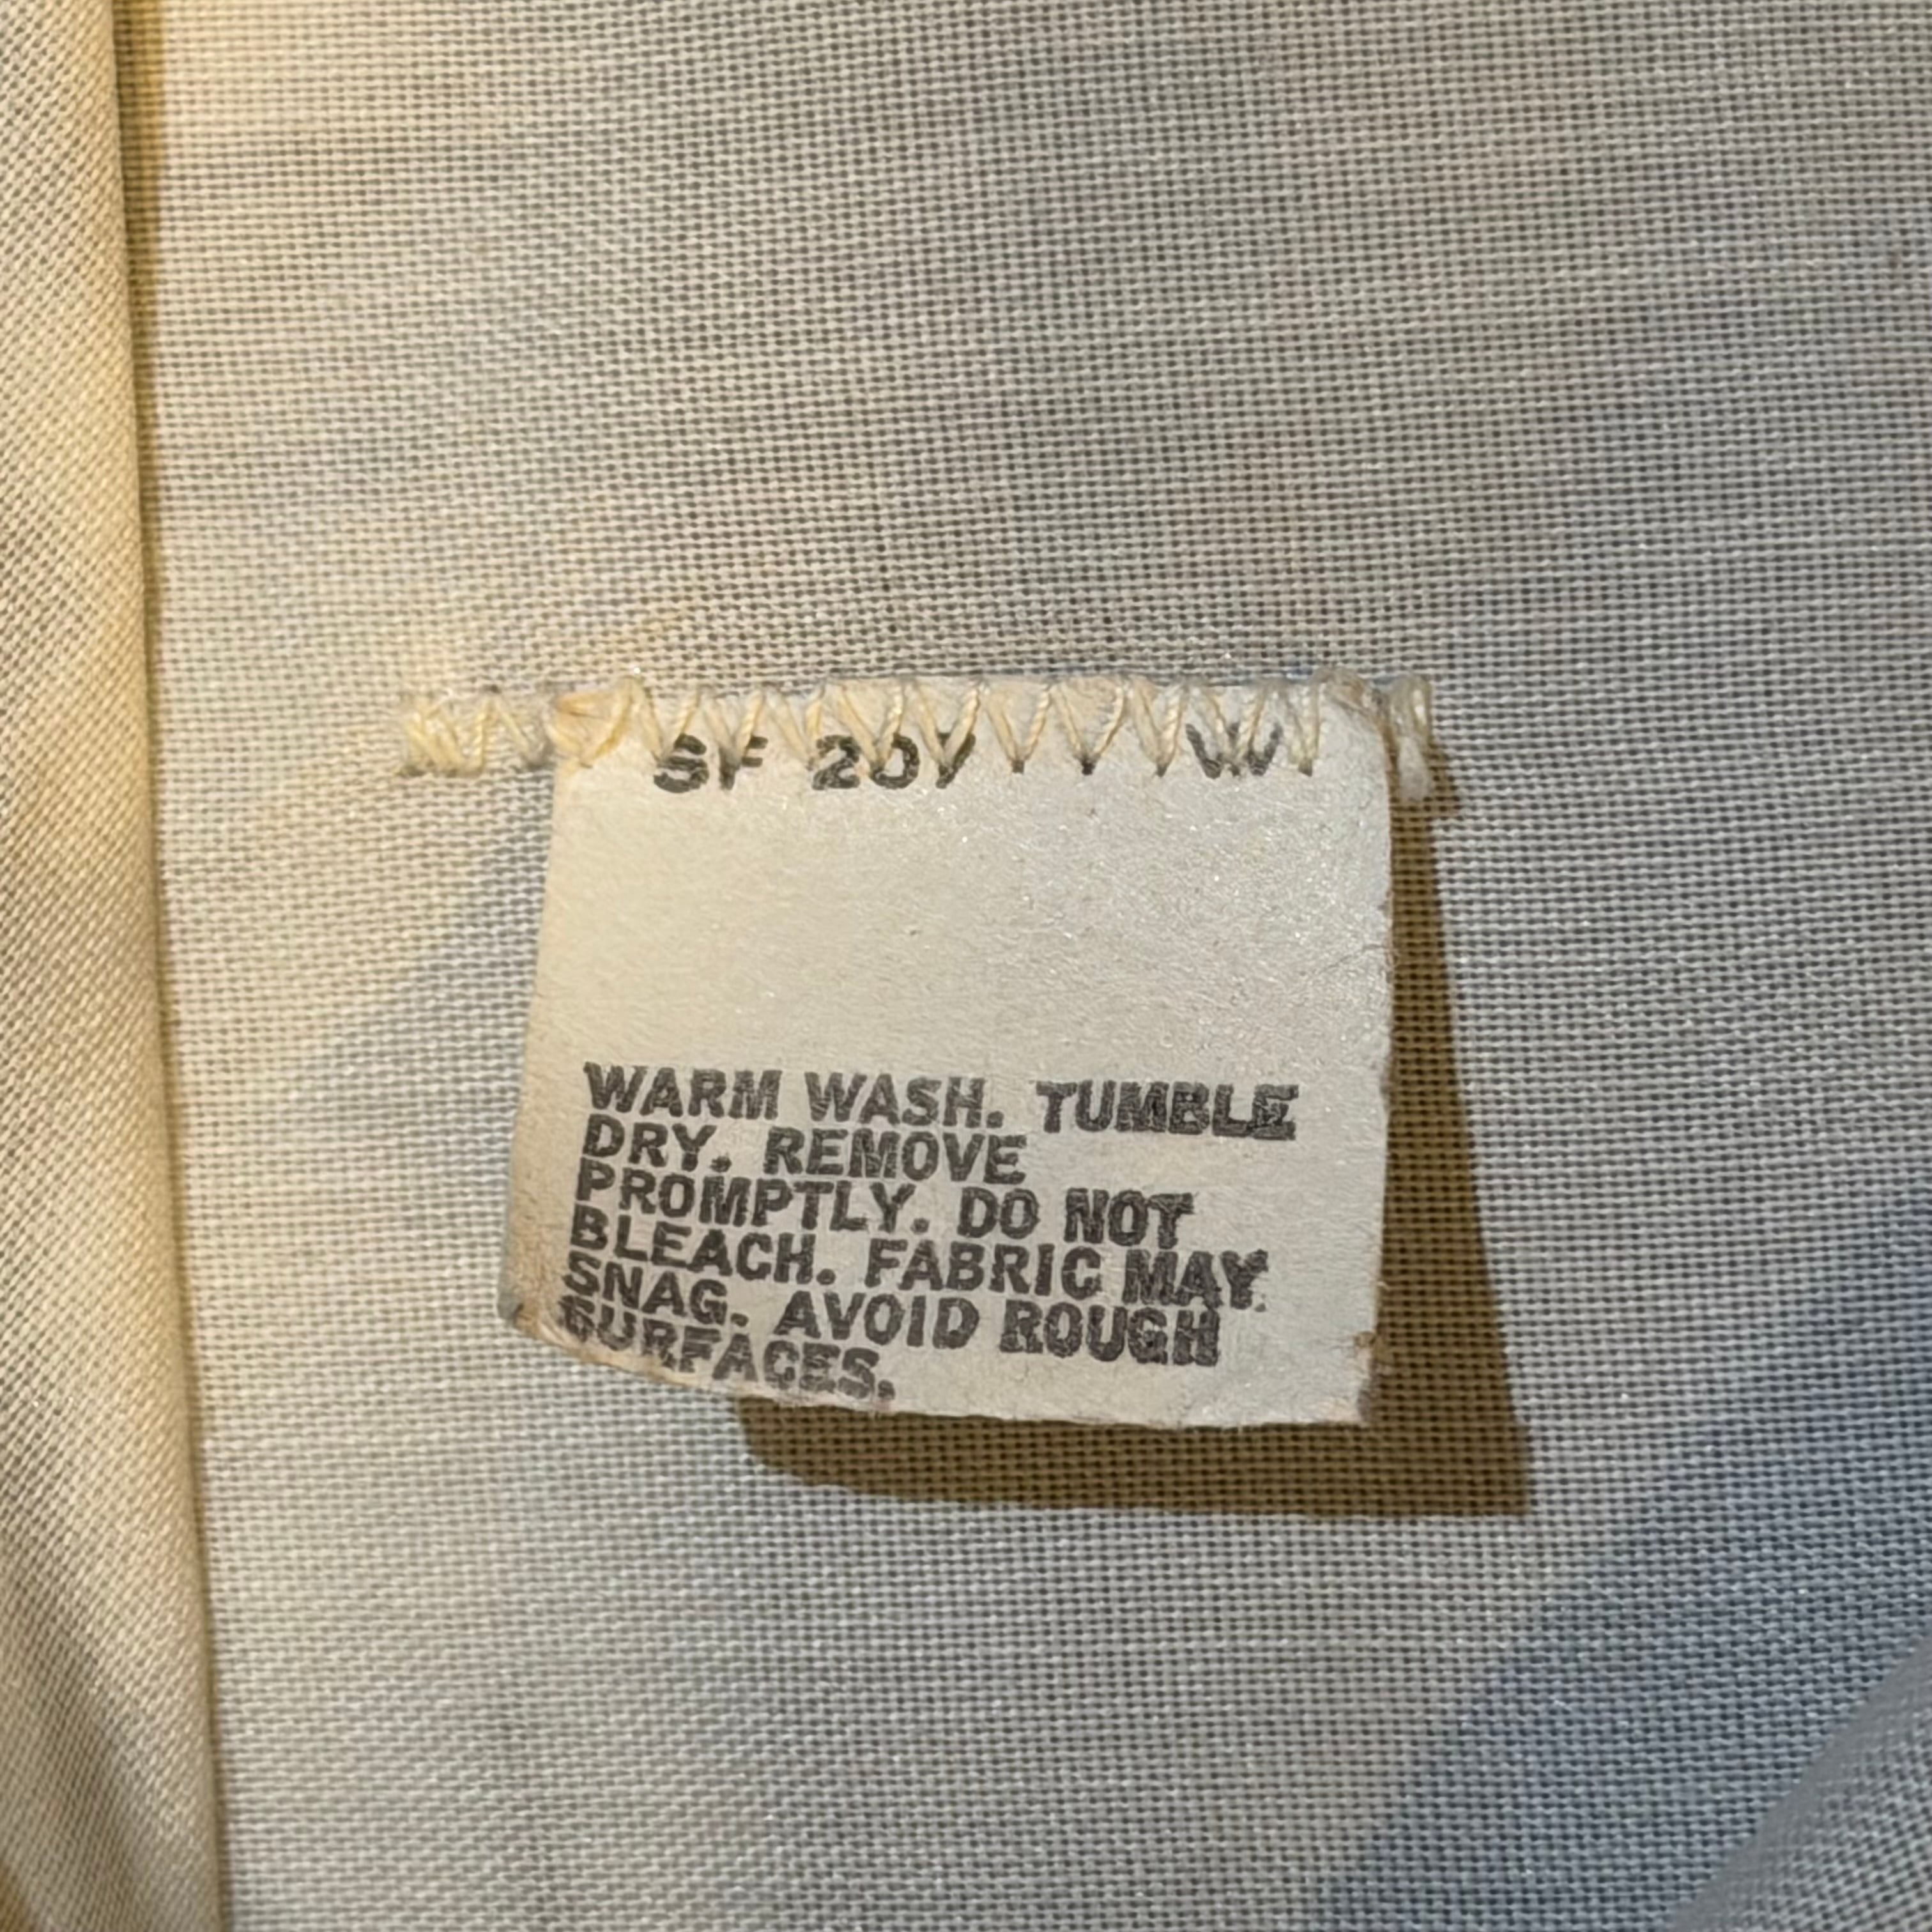 SF 207 W
WARM WASH. TUMBLE
DRY. REMOVE
PROMPTLY. DO NOT
BLEACH. FABRIC MAY
SNAG. AVOID ROUGH
SURFACES.